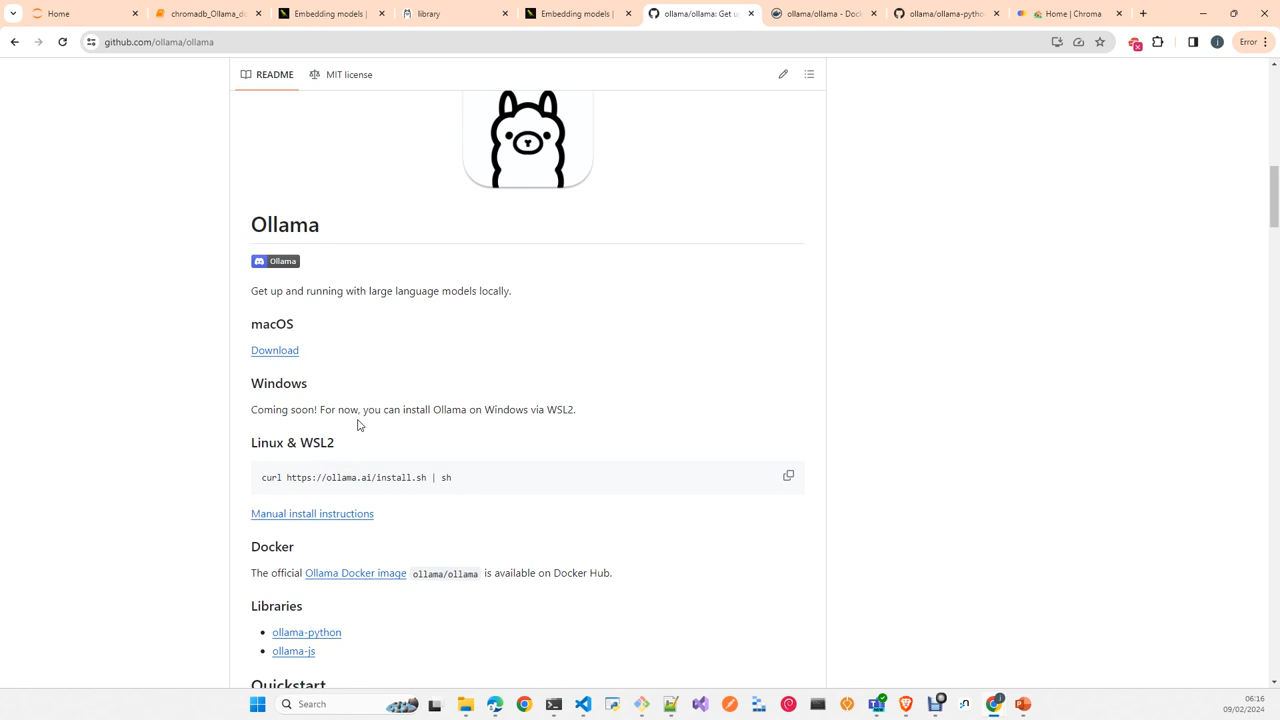 Home
chromadb_Ollama_do
Embedding models |
library
Embedding models |
ollama/ollama: Get u
ollama/ollama - Dock
ollama/ollama-python
Home | Chroma
github.com/ollama/ollama
Error
README
MIT license
Ollama
Ollama
Get up and running with large language models locally.
macOS
Download
Windows
Coming soon! For now, you can install Ollama on Windows via WSL2.
Linux & WSL2
curl https://ollama.ai/install.sh | sh
Manual install instructions
Docker
The official Ollama Docker image ollama/ollama is available on Docker Hub.
Libraries
ollama-python
ollama-js
Quickstart
Search
06:16
09/02/2024